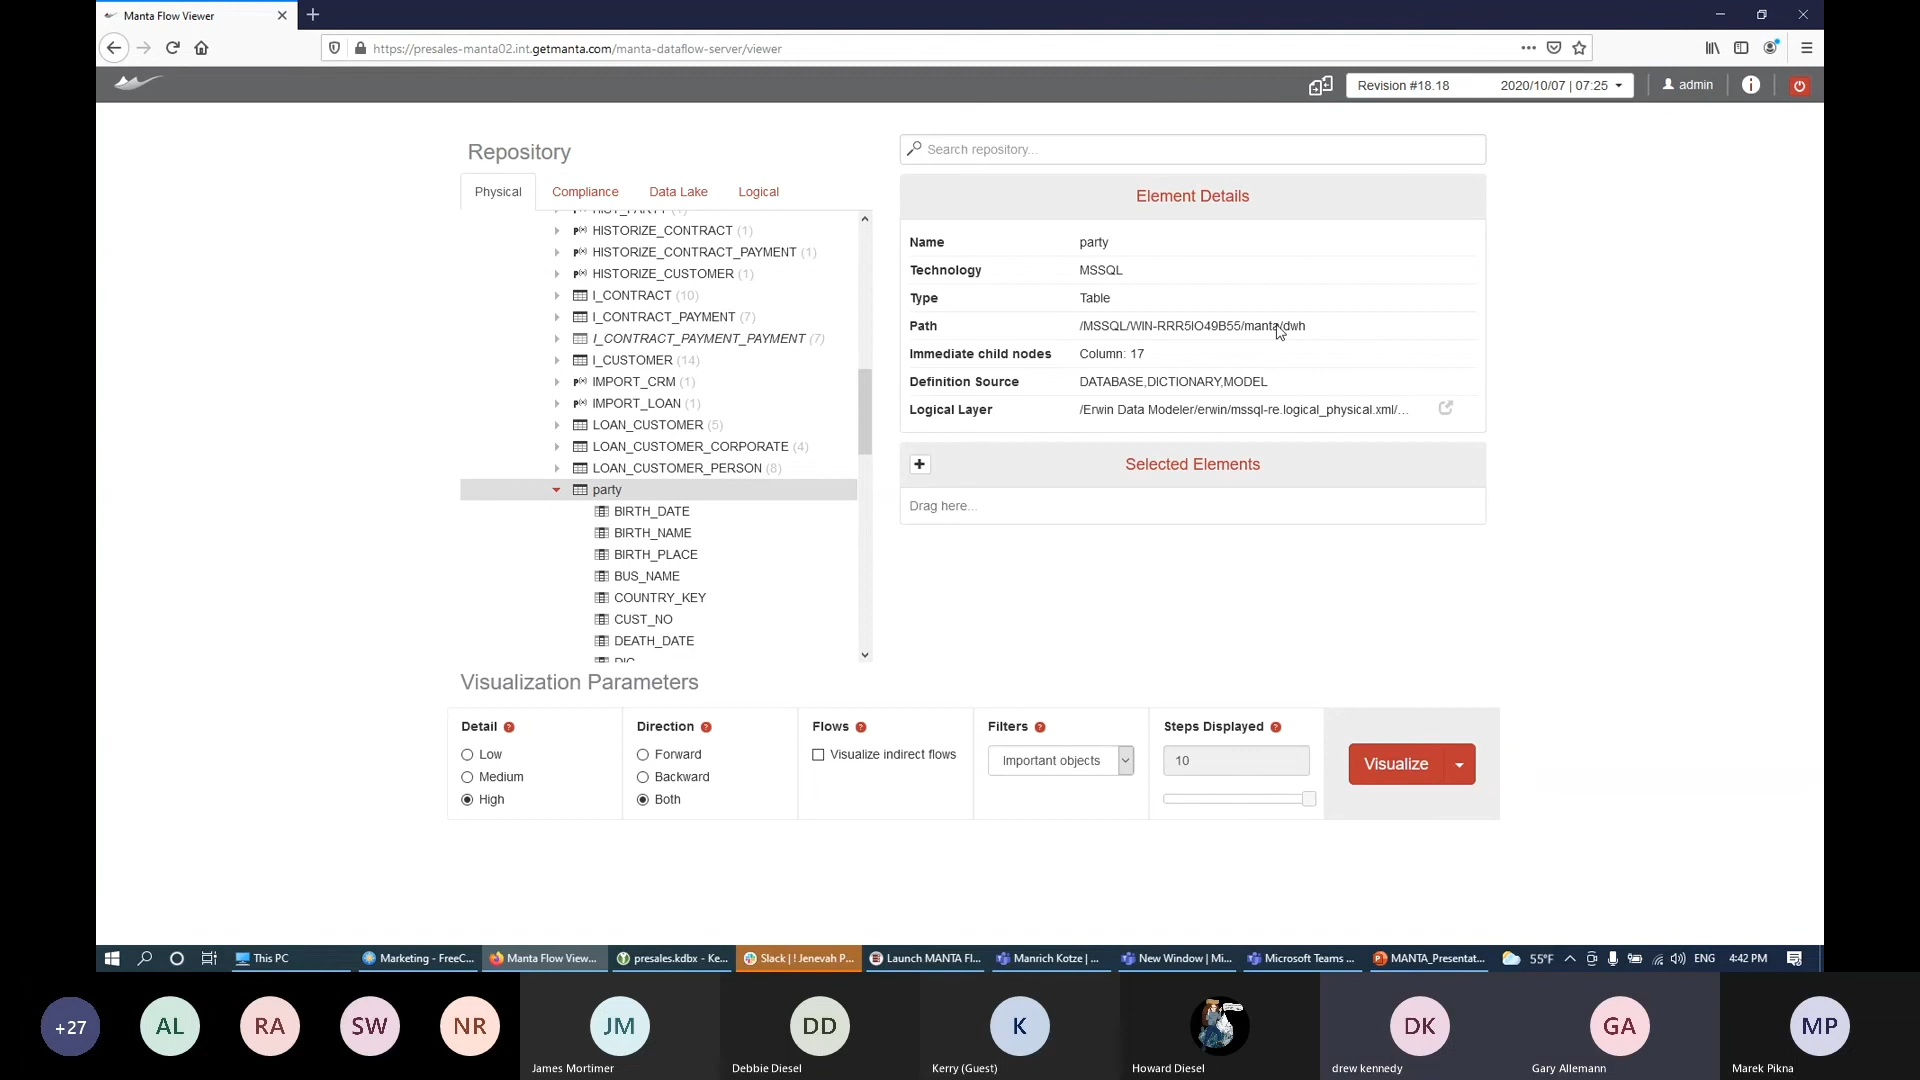 Manta Flow Viewer
https://presales-manta02.int.getmanta.com/manta-dataflow-server/viewer
Revision #18.18 2020/10/07 | 07:25
admin
Repository
Physical Compliance Data Lake Logical
HIST_PARTY (1)
HISTORIZE_CONTRACT (1)
HISTORIZE_CONTRACT_PAYMENT (1)
HISTORIZE_CUSTOMER (1)
I_CONTRACT (10)
I_CONTRACT_PAYMENT (7)
I_CONTRACT_PAYMENT_PAYMENT (7)
I_CUSTOMER (14)
IMPORT_CRM (1)
IMPORT_LOAN (1)
LOAN_CUSTOMER (5)
LOAN_CUSTOMER_CORPORATE (4)
LOAN_CUSTOMER_PERSON (8)
party
BIRTH_DATE
BIRTH_NAME
BIRTH_PLACE
BUS_NAME
COUNTRY_KEY
CUST_NO
DEATH_DATE
DIC
Search repository...
Element Details
Name party
Technology MSSQL
Type Table
Path /MSSQL/WIN-RRR5IO49B55/manta/dwh
Immediate child nodes Column: 17
Definition Source DATABASE,DICTIONARY,MODEL
Logical Layer /Erwin Data Modeler/erwin/mssql-re.logical_physical.xml/...
Selected Elements
Drag here...
Visualization Parameters
Detail ?
Low
Medium
High
Direction ?
Forward
Backward
Both
Flows ?
Visualize indirect flows
Filters ?
Important objects
Steps Displayed ?
10
Visualize
This PC
Marketing - FreeC...
Manta Flow View...
presales.kdbx - Ke...
Slack | ! Jenevah P...
Launch MANTA Fl...
Manrich Kotze | ...
New Window | Mi...
Microsoft Teams ...
MANTA_Presentat...
55°F
ENG
4:42 PM
+27
AL
RA
SW
NR
JM
James Mortimer
DD
Debbie Diesel
K
Kerry (Guest)
Howard Diesel
DK
drew kennedy
GA
Gary Allemann
MP
Marek Pikna